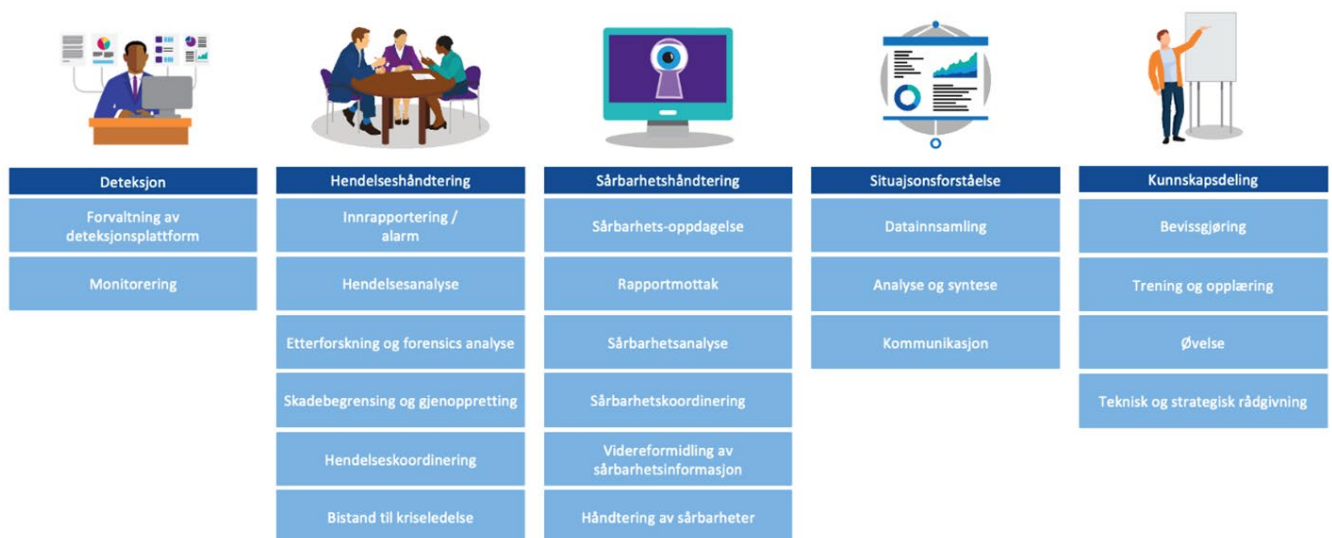 Deteksjon
Forvaltning av
deteksjonsplattform
Monitorering
Hendelseshåndtering
Innrapportering /
alarm
Hendelsesanalyse
Etterforskning og forensics analyse
Skadebegrensing og gjenoppretting
Hendelseskoordinering
Bistand til kriseledelse
Sårbarhetshåndtering
Sårbarhets-oppdagelse
Rapportmottak
Sårbarhetsanalyse
Sårbarhetskoordinering
Videreformidling av
sårbarhetsinformasjon
Håndtering av sårbarheter
Situajsonsforståelse
Datainnsamling
Analyse og syntese
Kommunikasjon
Kunnskapsdeling
Bevissgjøring
Trening og opplæring
Øvelse
Teknisk og strategisk rådgivning